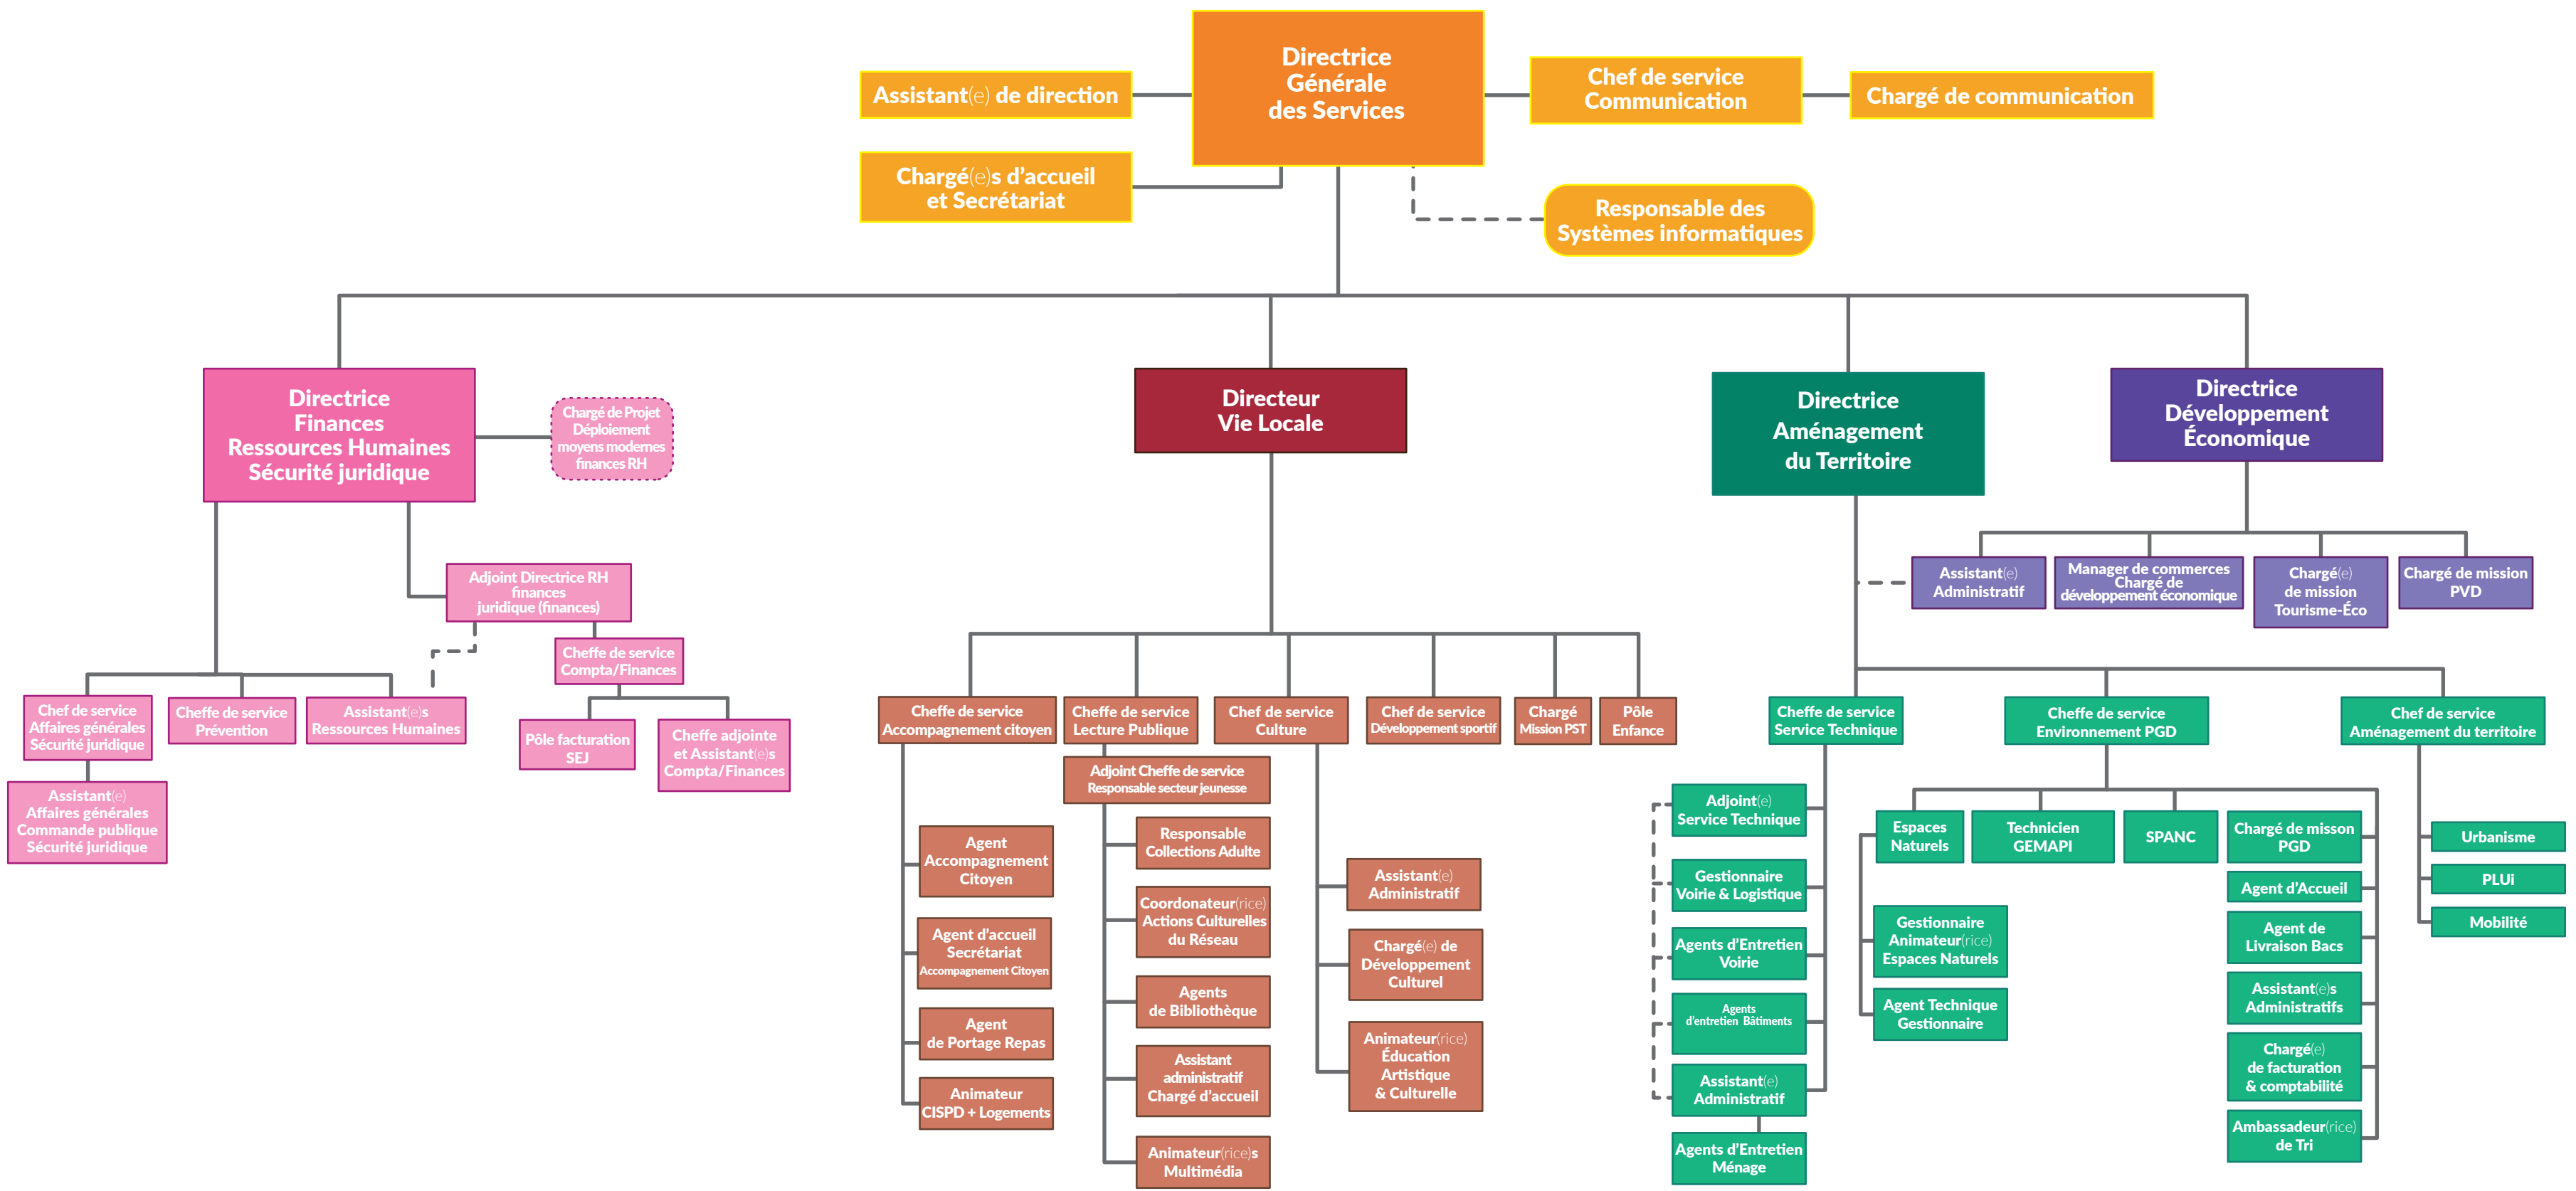 Directrice
Générale
des Services
Assistant(e) de direction
Chef de service
Communication
Chargé de communication
Chargé(e)s d’accueil
et Secrétariat
Responsable des
Systèmes informatiques
Directrice
Finances
Ressources Humaines
Sécurité juridique
Chargé de Projet
Déploiement
moyens modernes
finances RH
Directeur
Vie Locale
Directrice
Aménagement
du Territoire
Directrice
Développement
Économique
Adjoint Directrice RH
finances
juridique (finances)
Cheffe de service
Compta/Finances
Chef de service
Affaires générales
Sécurité juridique
Cheffe de service
Prévention
Assistant(e)s
Ressources Humaines
Pôle facturation
SEJ
Cheffe adjointe
et Assistant(e)s
Compta/Finances
Assistant(e)
Affaires générales
Commande publique
Sécurité juridique
Assistant(e)
Administratif
Manager de commerces
Chargé de
développement économique
Chargé(e)
de mission
Tourisme-Éco
Chargé de mission
PVD
Cheffe de service
Accompagnement citoyen
Cheffe de service
Lecture Publique
Chef de service
Culture
Chef de service
Développement sportif
Chargé
Mission PST
Pôle
Enfance
Agent
Accompagnement
Citoyen
Agent d’accueil
Secrétariat
Accompagnement Citoyen
Agent
de Portage Repas
Animateur
CISPD + Logements
Adjoint Cheffe de service
Responsable secteur jeunesse
Responsable
Collections Adulte
Coordonateur(rice)
Actions Culturelles
du Réseau
Agents
de Bibliothèque
Assistant
administratif
Chargé d’accueil
Animateur(rice)s
Multimédia
Assistant(e)
Administratif
Chargé(e) de
Développement
Culturel
Animateur(rice)
Éducation
Artistique
& Culturelle
Cheffe de service
Service Technique
Cheffe de service
Environnement PGD
Chef de service
Aménagement du territoire
Adjoint(e)
Service Technique
Gestionnaire
Voirie & Logistique
Agents d’Entretien
Voirie
Agents
d’entretien Bâtiments
Assistant(e)
Administratif
Agents d’Entretien
Ménage
Espaces
Naturels
Technicien
GEMAPI
SPANC
Chargé de misson
PGD
Gestionnaire
Animateur(rice)
Espaces Naturels
Agent Technique
Gestionnaire
Agent d’Accueil
Agent de
Livraison Bacs
Assistant(e)s
Administratifs
Chargé(e)
de facturation
& comptabilité
Ambassadeur(rice)
de Tri
Urbanisme
PLUi
Mobilité